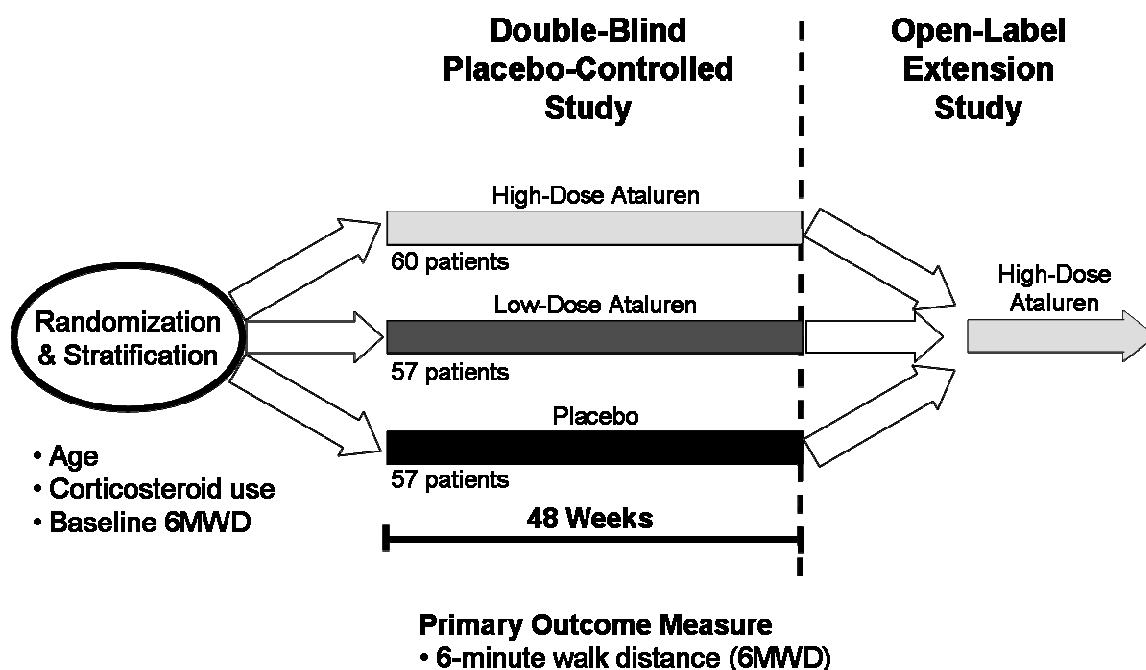 Double-Blind
Placebo-Controlled
Study
Open-Label
Extension
Study
High-Dose Ataluren
60 patients
Randomization
& Stratification
Low-Dose Ataluren
57 patients
High-Dose
Ataluren
Placebo
57 patients
• Age
• Corticosteroid use
• Baseline 6MWD
48 Weeks
Primary Outcome Measure
• 6-minute walk distance (6MWD)